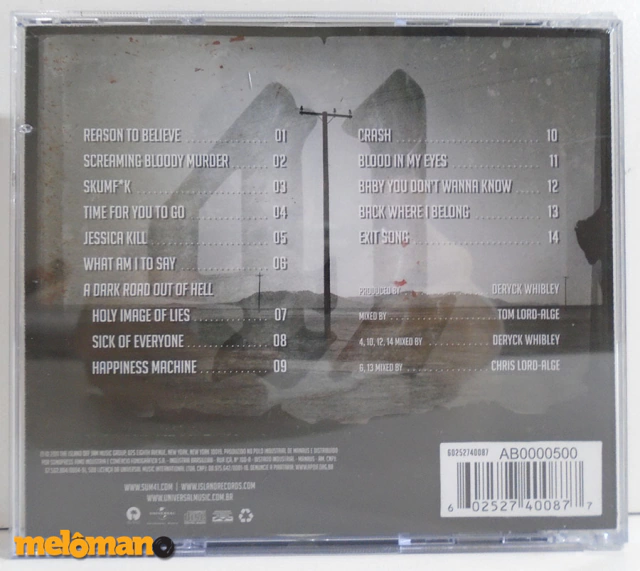 REASON TO BELIEVE 01
SCREAMING BLOODY MURDER 02
SKUMF*K 03
TIME FOR YOU TO GO 04
JESSICA KILL 05
WHAT AM I TO SAY 06
A DARK ROAD OUT OF HELL
HOLY IMAGE OF LIES 07
SICK OF EVERYONE 08
HAPPINESS MACHINE 09
CRASH 10
BLOOD IN MY EYES 11
BABY YOU DON'T WANNA KNOW 12
BACK WHERE I BELONG 13
EXIT SONG 14
PRODUCED BY DERYCK WHIBLEY
MIXED BY TOM LORD-ALGE
4, 10, 12, 14 MIXED BY DERYCK WHIBLEY
6, 13 MIXED BY CHRIS LORD-ALGE
WWW.SUM41.COM | WWW.ISLANDRECORDS.COM
WWW.UNIVERSALMUSIC.COM.BR
60252740087 AB0000500
6 02527 40087 7
melômano